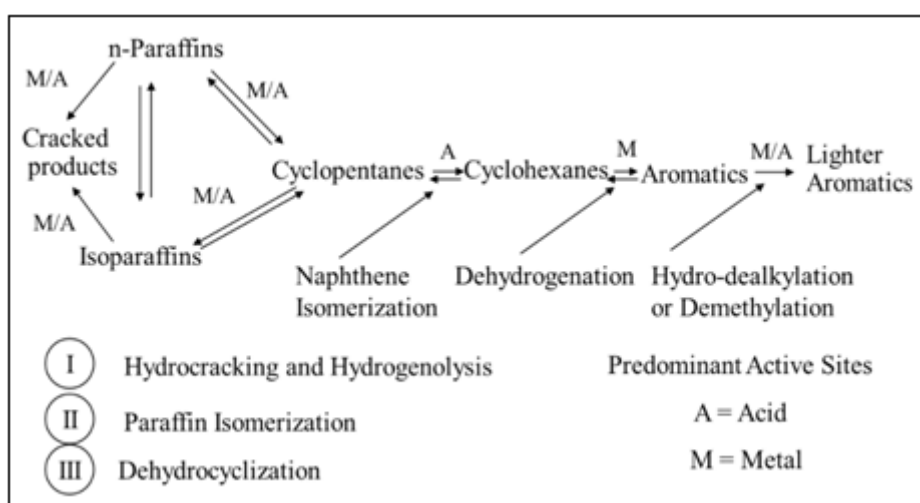 n-Paraffins
M/A
M/A
Cracked
products
Cyclopentanes
A
Cyclohexanes
M
Aromatics
M/A
Lighter
Aromatics
M/A
M/A
Isoparaffins
Naphthene
Isomerization
Dehydrogenation
Hydro-dealkylation
or Demethylation
I Hydrocracking and Hydrogenolysis
II Paraffin Isomerization
III Dehydrocyclization
Predominant Active Sites
A = Acid
M = Metal